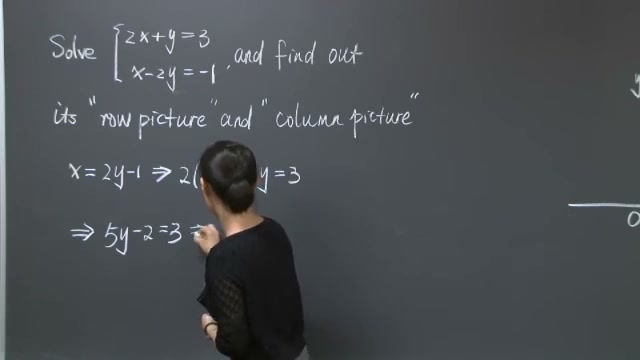 Solve { 2x+y=3
x-2y=-1 , and find out
its "row picture" and "column picture"
x = 2y-1 ⇒ 2( y = 3
⇒ 5y-2=3 ⇒
y
0